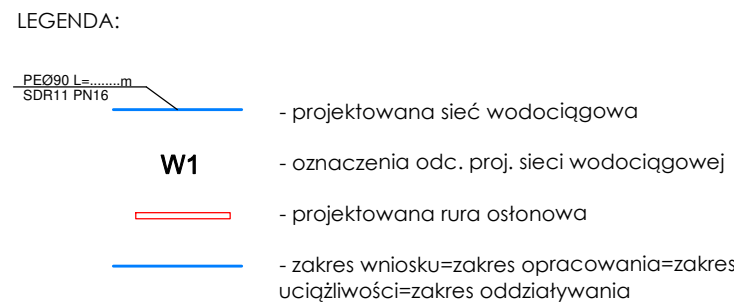 LEGENDA:
PEØ90 L=........m
SDR11 PN16
- projektowana sieć wodociągowa
W1
- oznaczenia odc. proj. sieci wodociągowej
- projektowana rura osłonowa
- zakres wniosku=zakres opracowania=zakres
uciążliwości=zakres oddziaływania